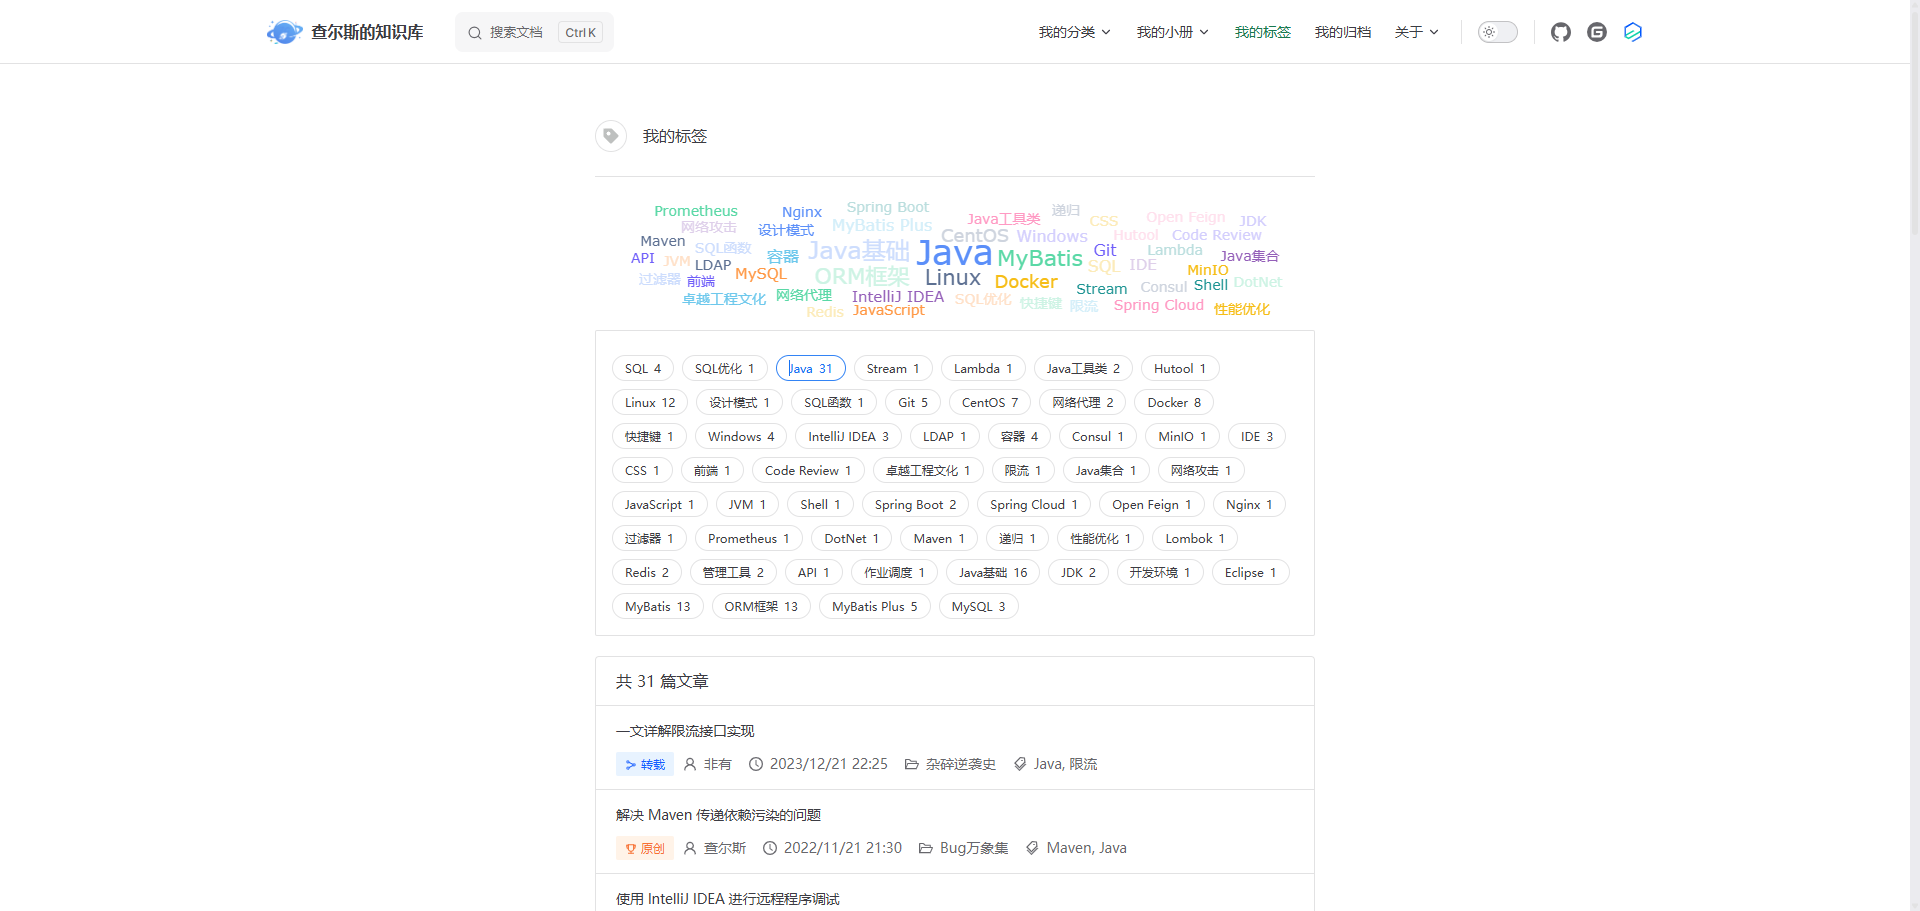 查尔斯的知识库 搜索文档 Ctrl K 我的分类 我的小册 我的标签 我的归档 关于
我的标签
Prometheus Nginx Spring Boot Java工具类 递归 CSS Open Feign JDK
网络攻击 设计模式 MyBatis Plus CentOS Windows Hutool Code Review
Maven SQL函数 容器 Java基础 Java MyBatis Git Lambda Java集合
API JVM LDAP MySQL ORM框架 Linux Docker SQL IDE MinIO
过滤器 前端 Stream Consul Shell DotNet
卓越工程文化 网络代理 IntelliJ IDEA SQL优化 快捷键 限流 Spring Cloud 性能优化
Redis JavaScript
SQL 4 SQL优化 1 Java 31 Stream 1 Lambda 1 Java工具类 2 Hutool 1
Linux 12 设计模式 1 SQL函数 1 Git 5 CentOS 7 网络代理 2 Docker 8
快捷键 1 Windows 4 IntelliJ IDEA 3 LDAP 1 容器 4 Consul 1 MinIO 1 IDE 3
CSS 1 前端 1 Code Review 1 卓越工程文化 1 限流 1 Java集合 1 网络攻击 1
JavaScript 1 JVM 1 Shell 1 Spring Boot 2 Spring Cloud 1 Open Feign 1 Nginx 1
过滤器 1 Prometheus 1 DotNet 1 Maven 1 递归 1 性能优化 1 Lombok 1
Redis 2 管理工具 2 API 1 作业调度 1 Java基础 16 JDK 2 开发环境 1 Eclipse 1
MyBatis 13 ORM框架 13 MyBatis Plus 5 MySQL 3
共 31 篇文章
一文详解限流接口实现
转载 非有 2023/12/21 22:25 杂碎逆袭史 Java, 限流
解决 Maven 传递依赖污染的问题
原创 查尔斯 2022/11/21 21:30 Bug万象集 Maven, Java
使用 IntelliJ IDEA 进行远程程序调试